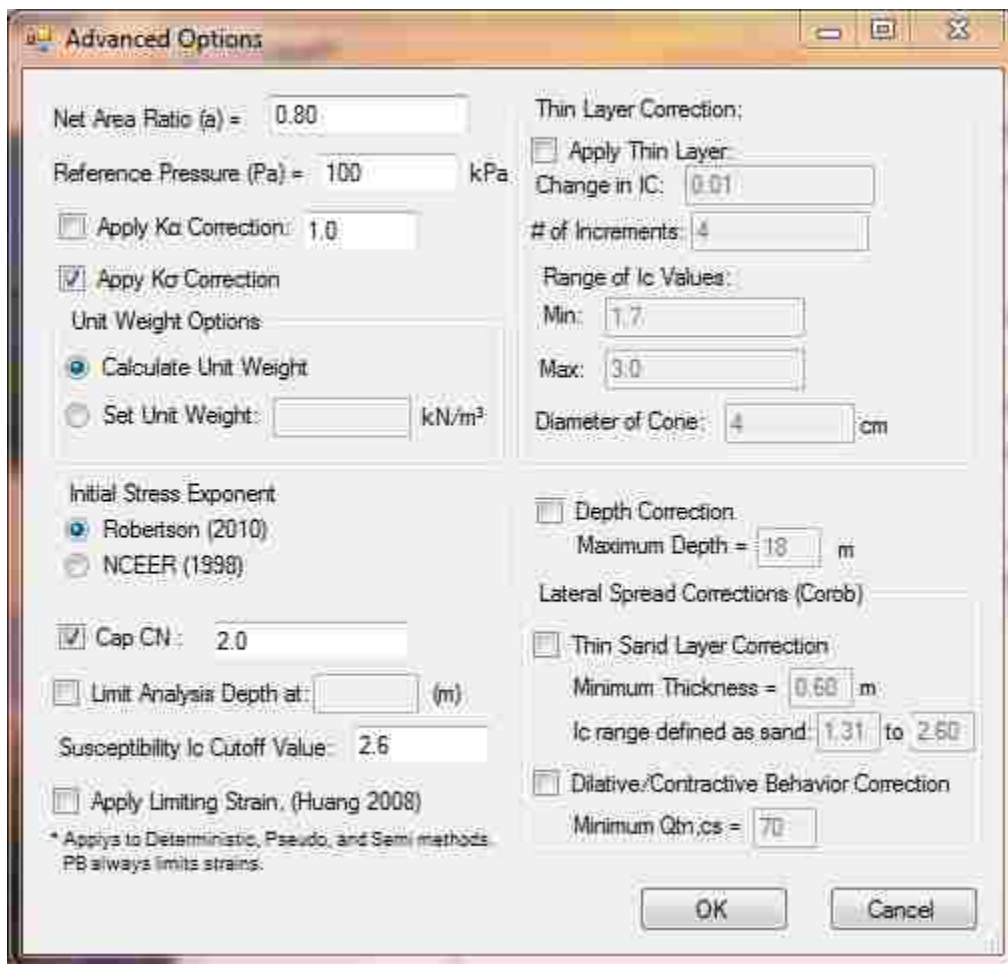 Advanced Options
Net Area Ratio (a) = 0.80
Reference Pressure (Pa) = 100 kPa
Apply Kα Correction: 1.0
Appy Kσ Correction
Unit Weight Options
Calculate Unit Weight
Set Unit Weight: kN/m³
Initial Stress Exponent
Robertson (2010)
NCEER (1998)
Cap CN : 2.0
Limit Analysis Depth at: (m)
Susceptibility Ic Cutoff Value: 2.6
Apply Limiting Strain. (Huang 2008)
* Applys to Deterministic, Pseudo, and Semi methods.
PB always limits strains.
Thin Layer Correction:
Apply Thin Layer:
Change in IC: 0.01
# of Increments: 4
Range of Ic Values:
Min: 1.7
Max: 3.0
Diameter of Cone: 4 cm
Depth Correction
Maximum Depth = 18 m
Lateral Spread Corrections (Corob)
Thin Sand Layer Correction
Minimum Thickness = 0.60 m
Ic range defined as sand: 1.31 to 2.60
Dilative/Contractive Behavior Correction
Minimum Qtn,cs = 70
OK
Cancel